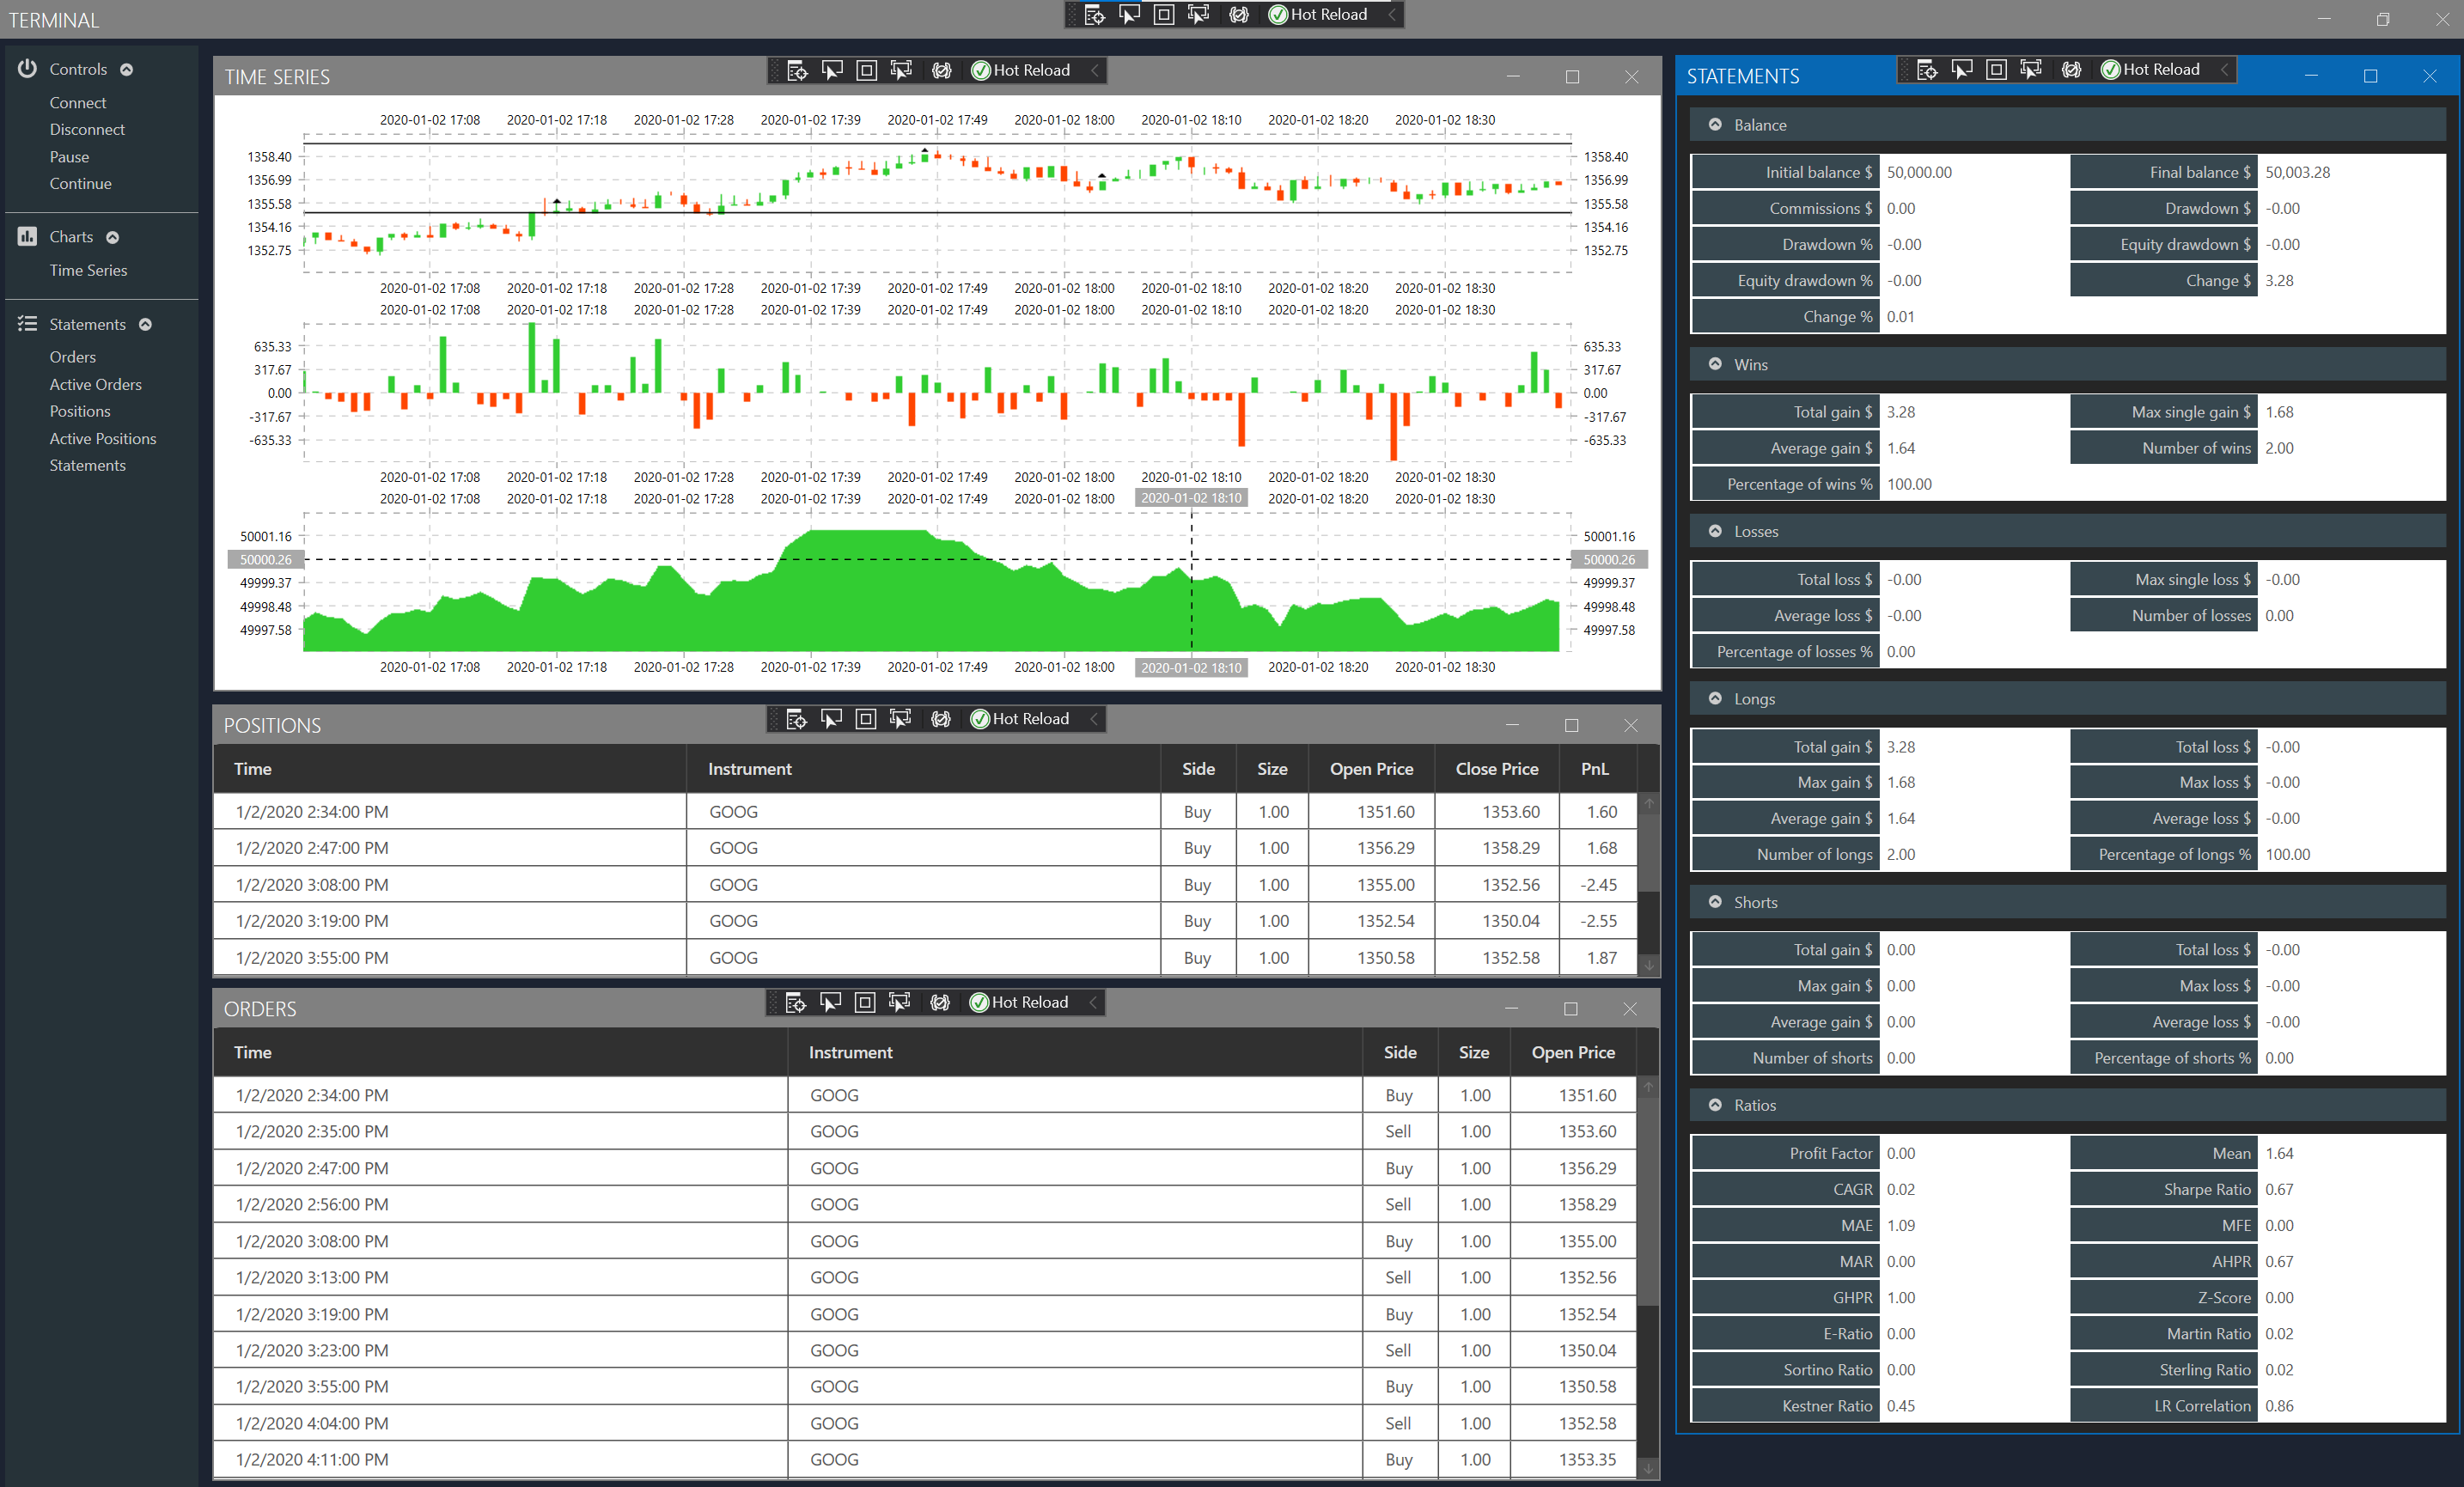 TERMINAL
Hot Reload
Controls
Connect
Disconnect
Pause
Continue
Charts
Time Series
Statements
Orders
Active Orders
Positions
Active Positions
Statements
TIME SERIES
Hot Reload
2020-01-02 17:08 2020-01-02 17:18 2020-01-02 17:28 2020-01-02 17:39 2020-01-02 17:49 2020-01-02 18:00 2020-01-02 18:10 2020-01-02 18:20 2020-01-02 18:30
1358.40 1358.40
1356.99 1356.99
1355.58 1355.58
1354.16 1354.16
1352.75 1352.75
2020-01-02 17:08 2020-01-02 17:18 2020-01-02 17:28 2020-01-02 17:39 2020-01-02 17:49 2020-01-02 18:00 2020-01-02 18:10 2020-01-02 18:20 2020-01-02 18:30
2020-01-02 17:08 2020-01-02 17:18 2020-01-02 17:28 2020-01-02 17:39 2020-01-02 17:49 2020-01-02 18:00 2020-01-02 18:10 2020-01-02 18:20 2020-01-02 18:30
635.33 635.33
317.67 317.67
0.00 0.00
-317.67 -317.67
-635.33 -635.33
2020-01-02 17:08 2020-01-02 17:18 2020-01-02 17:28 2020-01-02 17:39 2020-01-02 17:49 2020-01-02 18:00 2020-01-02 18:10 2020-01-02 18:20 2020-01-02 18:30
2020-01-02 17:08 2020-01-02 17:18 2020-01-02 17:28 2020-01-02 17:39 2020-01-02 17:49 2020-01-02 18:00 2020-01-02 18:10 2020-01-02 18:20 2020-01-02 18:30
50001.16 50001.16
50000.26 50000.26
49999.37 49999.37
49998.48 49998.48
49997.58 49997.58
2020-01-02 17:08 2020-01-02 17:18 2020-01-02 17:28 2020-01-02 17:39 2020-01-02 17:49 2020-01-02 18:00 2020-01-02 18:10 2020-01-02 18:20 2020-01-02 18:30
POSITIONS
Hot Reload
Time Instrument Side Size Open Price Close Price PnL
1/2/2020 2:34:00 PM GOOG Buy 1.00 1351.60 1353.60 1.60
1/2/2020 2:47:00 PM GOOG Buy 1.00 1356.29 1358.29 1.68
1/2/2020 3:08:00 PM GOOG Buy 1.00 1355.00 1352.56 -2.45
1/2/2020 3:19:00 PM GOOG Buy 1.00 1352.54 1350.04 -2.55
1/2/2020 3:55:00 PM GOOG Buy 1.00 1350.58 1352.58 1.87
ORDERS
Hot Reload
Time Instrument Side Size Open Price
1/2/2020 2:34:00 PM GOOG Buy 1.00 1351.60
1/2/2020 2:35:00 PM GOOG Sell 1.00 1353.60
1/2/2020 2:47:00 PM GOOG Buy 1.00 1356.29
1/2/2020 2:56:00 PM GOOG Sell 1.00 1358.29
1/2/2020 3:08:00 PM GOOG Buy 1.00 1355.00
1/2/2020 3:13:00 PM GOOG Sell 1.00 1352.56
1/2/2020 3:19:00 PM GOOG Buy 1.00 1352.54
1/2/2020 3:23:00 PM GOOG Sell 1.00 1350.04
1/2/2020 3:55:00 PM GOOG Buy 1.00 1350.58
1/2/2020 4:04:00 PM GOOG Sell 1.00 1352.58
1/2/2020 4:11:00 PM GOOG Buy 1.00 1353.35
STATEMENTS
Hot Reload
Balance
Initial balance $ 50,000.00 Final balance $ 50,003.28
Commissions $ 0.00 Drawdown $ -0.00
Drawdown % -0.00 Equity drawdown $ -0.00
Equity drawdown % -0.00 Change $ 3.28
Change % 0.01
Wins
Total gain $ 3.28 Max single gain $ 1.68
Average gain $ 1.64 Number of wins 2.00
Percentage of wins % 100.00
Losses
Total loss $ -0.00 Max single loss $ -0.00
Average loss $ -0.00 Number of losses 0.00
Percentage of losses % 0.00
Longs
Total gain $ 3.28 Total loss $ -0.00
Max gain $ 1.68 Max loss $ -0.00
Average gain $ 1.64 Average loss $ -0.00
Number of longs 2.00 Percentage of longs % 100.00
Shorts
Total gain $ 0.00 Total loss $ -0.00
Max gain $ 0.00 Max loss $ -0.00
Average gain $ 0.00 Average loss $ -0.00
Number of shorts 0.00 Percentage of shorts % 0.00
Ratios
Profit Factor 0.00 Mean 1.64
CAGR 0.02 Sharpe Ratio 0.67
MAE 1.09 MFE 0.00
MAR 0.00 AHPR 0.67
GHPR 1.00 Z-Score 0.00
E-Ratio 0.00 Martin Ratio 0.02
Sortino Ratio 0.00 Sterling Ratio 0.02
Kestner Ratio 0.45 LR Correlation 0.86